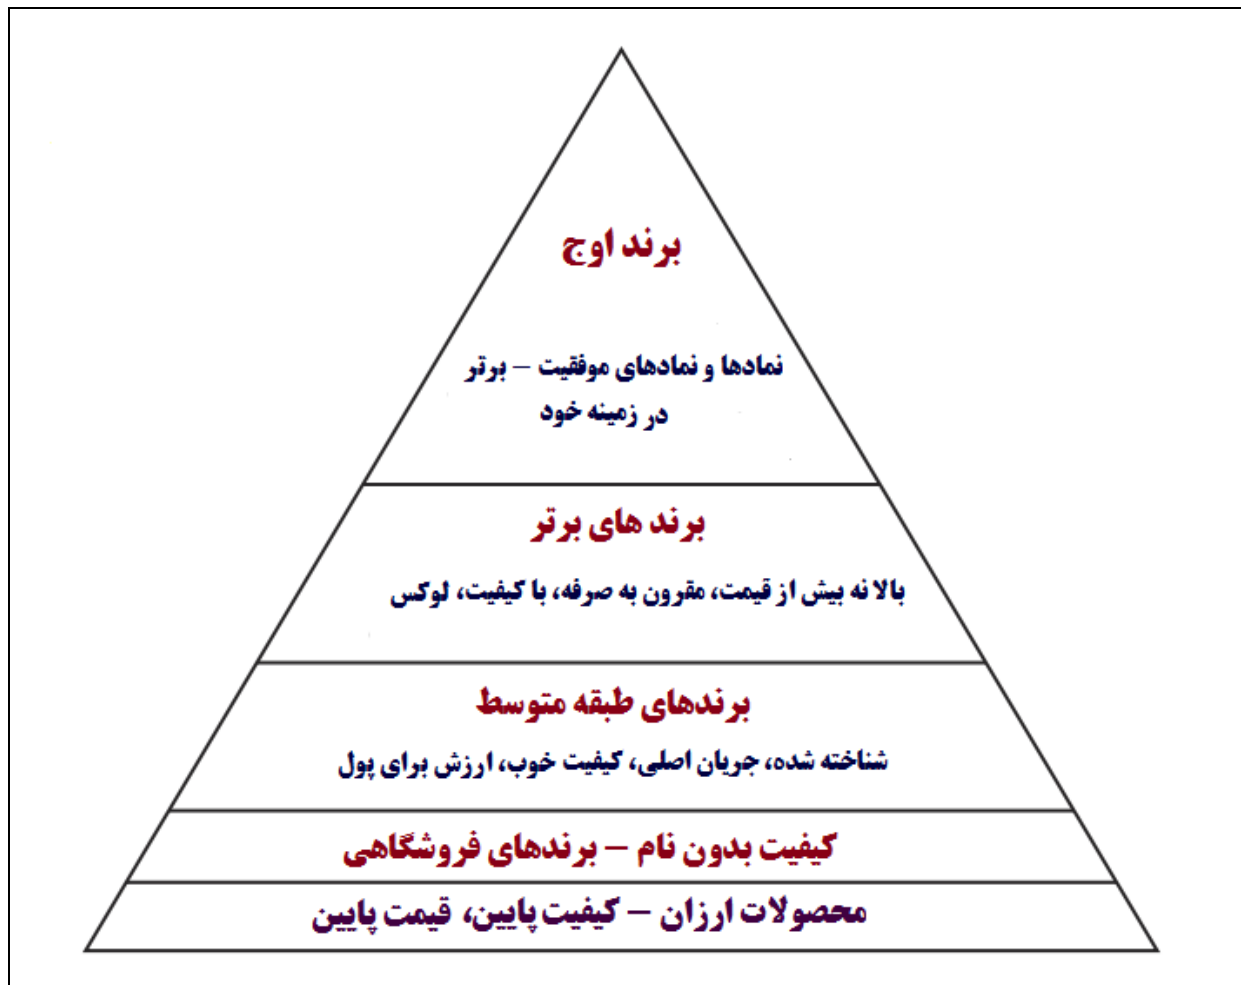 برند اوج
نمادها و نمادهای موفقیت – برتر
در زمینه خود
برند های برتر
بالا نه بیش از قیمت، مقرون به صرفه، با کیفیت، لوکس
برندهای طبقه متوسط
شناخته شده، جریان اصلی، کیفیت خوب، ارزش برای پول
کیفیت بدون نام – برندهای فروشگاهی
محصولات ارزان – کیفیت پایین، قیمت پایین